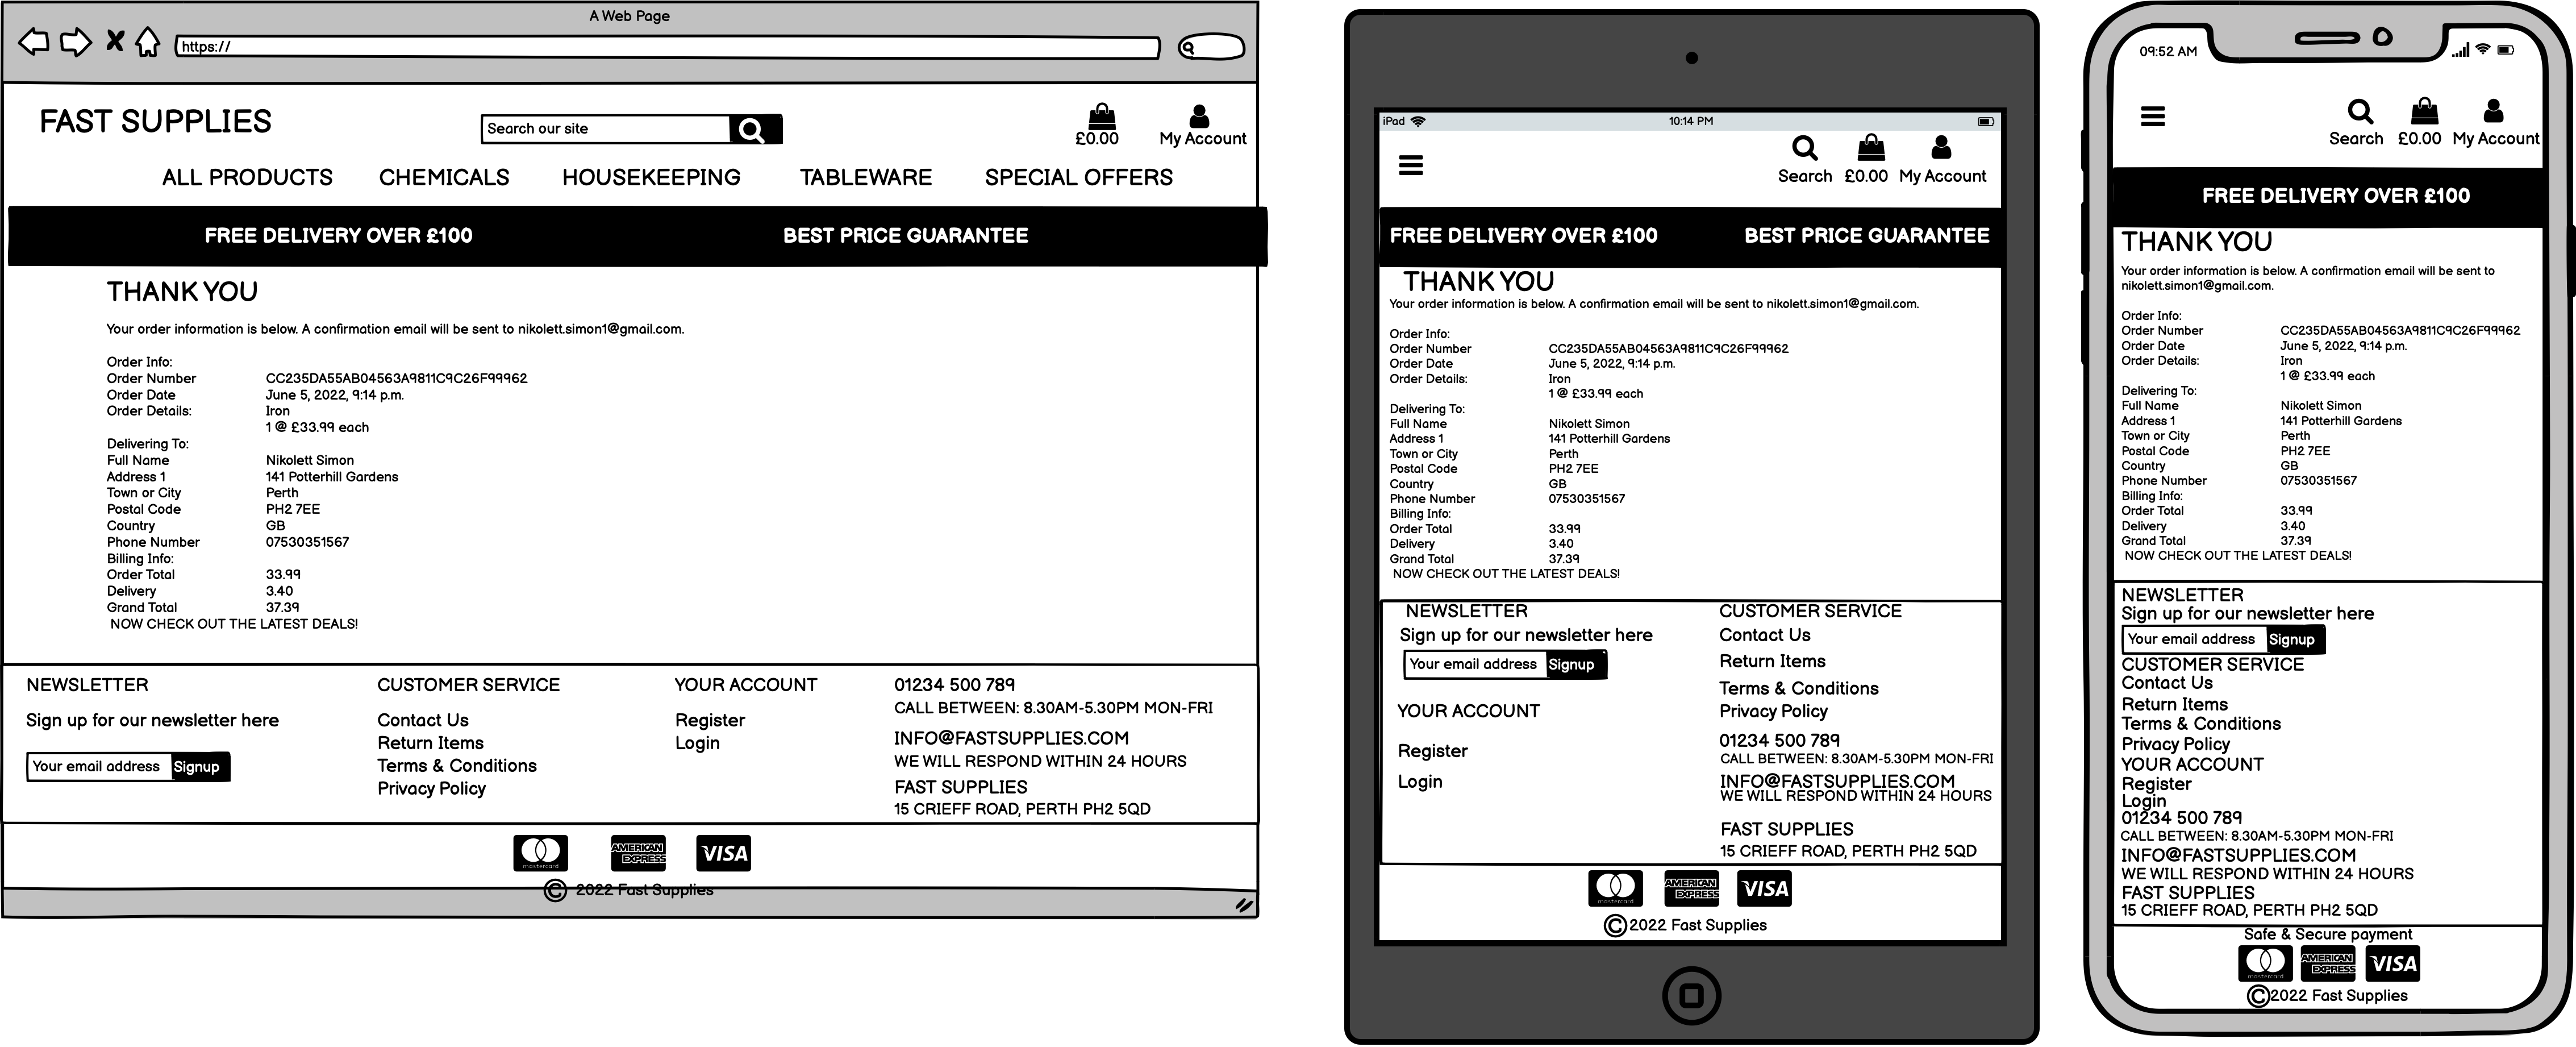 A Web Page
https://
FAST SUPPLIES
Search our site
£0.00
My Account
ALL PRODUCTS CHEMICALS HOUSEKEEPING TABLEWARE SPECIAL OFFERS
FREE DELIVERY OVER £100 BEST PRICE GUARANTEE
THANK YOU
Your order information is below. A confirmation email will be sent to nikolett.simon1@gmail.com.
Order Info:
Order Number CC235DA55AB04563A9811C9C26F99962
Order Date June 5, 2022, 9:14 p.m.
Order Details: Iron
1 @ £33.99 each
Delivering To:
Full Name Nikolett Simon
Address 1 141 Potterhill Gardens
Town or City Perth
Postal Code PH2 7EE
Country GB
Phone Number 07530351567
Billing Info:
Order Total 33.99
Delivery 3.40
Grand Total 37.39
NOW CHECK OUT THE LATEST DEALS!
NEWSLETTER
Sign up for our newsletter here
Your email address Signup
CUSTOMER SERVICE
Contact Us
Return Items
Terms & Conditions
Privacy Policy
YOUR ACCOUNT
Register
Login
01234 500 789
CALL BETWEEN: 8.30AM-5.30PM MON-FRI
INFO@FASTSUPPLIES.COM
WE WILL RESPOND WITHIN 24 HOURS
FAST SUPPLIES
15 CRIEFF ROAD, PERTH PH2 5QD
mastercard
AMERICAN EXPRESS
VISA
© 2022 Fast Supplies
iPad 10:14 PM
Search £0.00 My Account
FREE DELIVERY OVER £100 BEST PRICE GUARANTEE
THANK YOU
Your order information is below. A confirmation email will be sent to nikolett.simon1@gmail.com.
Order Info:
Order Number CC235DA55AB04563A9811C9C26F99962
Order Date June 5, 2022, 9:14 p.m.
Order Details: Iron
1 @ £33.99 each
Delivering To:
Full Name Nikolett Simon
Address 1 141 Potterhill Gardens
Town or City Perth
Postal Code PH2 7EE
Country GB
Phone Number 07530351567
Billing Info:
Order Total 33.99
Delivery 3.40
Grand Total 37.39
NOW CHECK OUT THE LATEST DEALS!
NEWSLETTER
Sign up for our newsletter here
Your email address Signup
YOUR ACCOUNT
Register
Login
CUSTOMER SERVICE
Contact Us
Return Items
Terms & Conditions
Privacy Policy
01234 500 789
CALL BETWEEN: 8.30AM-5.30PM MON-FRI
INFO@FASTSUPPLIES.COM
WE WILL RESPOND WITHIN 24 HOURS
FAST SUPPLIES
15 CRIEFF ROAD, PERTH PH2 5QD
mastercard
AMERICAN EXPRESS
VISA
©2022 Fast Supplies
09:52 AM
Search £0.00 My Account
FREE DELIVERY OVER £100
THANK YOU
Your order information is below. A confirmation email will be sent to
nikolett.simon1@gmail.com.
Order Info:
Order Number CC235DA55AB04563A9811C9C26F99962
Order Date June 5, 2022, 9:14 p.m.
Order Details: Iron
1 @ £33.99 each
Delivering To:
Full Name Nikolett Simon
Address 1 141 Potterhill Gardens
Town or City Perth
Postal Code PH2 7EE
Country GB
Phone Number 07530351567
Billing Info:
Order Total 33.99
Delivery 3.40
Grand Total 37.39
NOW CHECK OUT THE LATEST DEALS!
NEWSLETTER
Sign up for our newsletter here
Your email address Signup
CUSTOMER SERVICE
Contact Us
Return Items
Terms & Conditions
Privacy Policy
YOUR ACCOUNT
Register
Login
01234 500 789
CALL BETWEEN: 8.30AM-5.30PM MON-FRI
INFO@FASTSUPPLIES.COM
WE WILL RESPOND WITHIN 24 HOURS
FAST SUPPLIES
15 CRIEFF ROAD, PERTH PH2 5QD
Safe & Secure payment
mastercard
AMERICAN EXPRESS
VISA
©2022 Fast Supplies